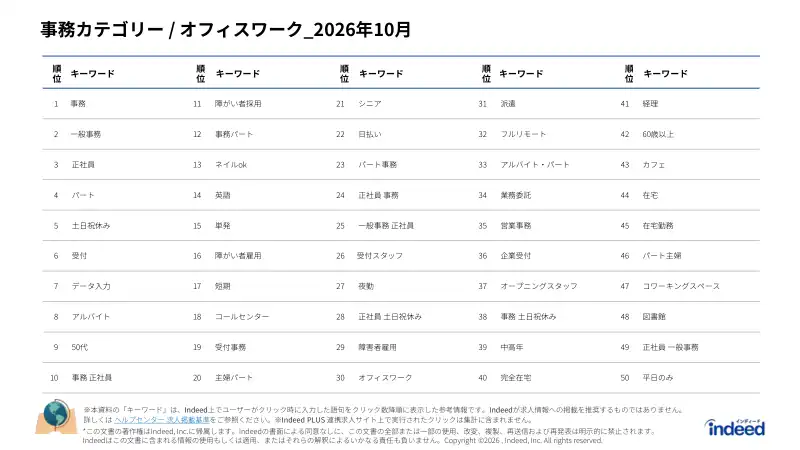 事務カテゴリー / オフィスワーク_2026年10月
順位 キーワード 順位 キーワード 順位 キーワード 順位 キーワード 順位 キーワード
1 事務 11 障がい者採用 21 シニア 31 派遣 41 経理
2 一般事務 12 事務パート 22 日払い 32 フルリモート 42 60歳以上
3 正社員 13 ネイルok 23 パート事務 33 アルバイト・パート 43 カフェ
4 パート 14 英語 24 正社員 事務 34 業務委託 44 在宅
5 土日祝休み 15 単発 25 一般事務 正社員 35 営業事務 45 在宅勤務
6 受付 16 障がい者雇用 26 受付スタッフ 36 企業受付 46 パート主婦
7 データ入力 17 短期 27 夜勤 37 オープニングスタッフ 47 コワーキングスペース
8 アルバイト 18 コールセンター 28 正社員 土日祝休み 38 事務 土日祝休み 48 図書館
9 50代 19 受付事務 29 障害者雇用 39 中高年 49 正社員 一般事務
10 事務 正社員 20 主婦パート 30 オフィスワーク 40 完全在宅 50 平日のみ
※本資料の「キーワード」は、Indeed上でユーザーがクリック時に入力した語句をクリック数降順に表示した参考情報です。Indeedが求人情報への掲載を推奨するものではありません。
詳しくは ヘルプセンター 求人掲載基準をご参照ください。※Indeed PLUS 連携求人サイト上で実行されたクリックは集計に含まれません。
*この文書の著作権はIndeed, Inc.に帰属します。Indeedの書面による同意なしに、この文書の全部または一部の使用、改変、複製、再送信および再発表は明示的に禁止されます。
Indeedはこの文書に含まれる情報の使用もしくは適用、またはそれらの解釈によるいかなる責任も負いません。Copyright ©2026 , Indeed, Inc. All rights reserved.
インディード
indeed